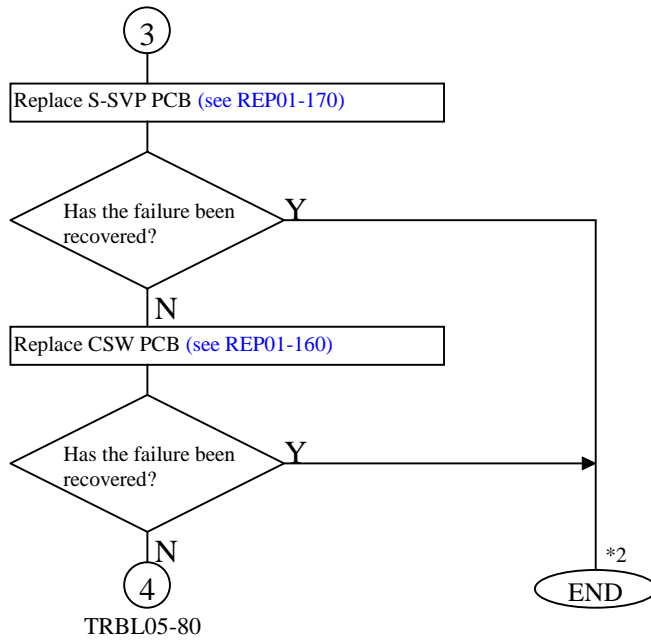 3
Replace S-SVP PCB (see REP01-170)
Has the failure been
recovered?
Y
N
Replace CSW PCB (see REP01-160)
Has the failure been
recovered?
Y
N
4
TRBL05-80
*2
END